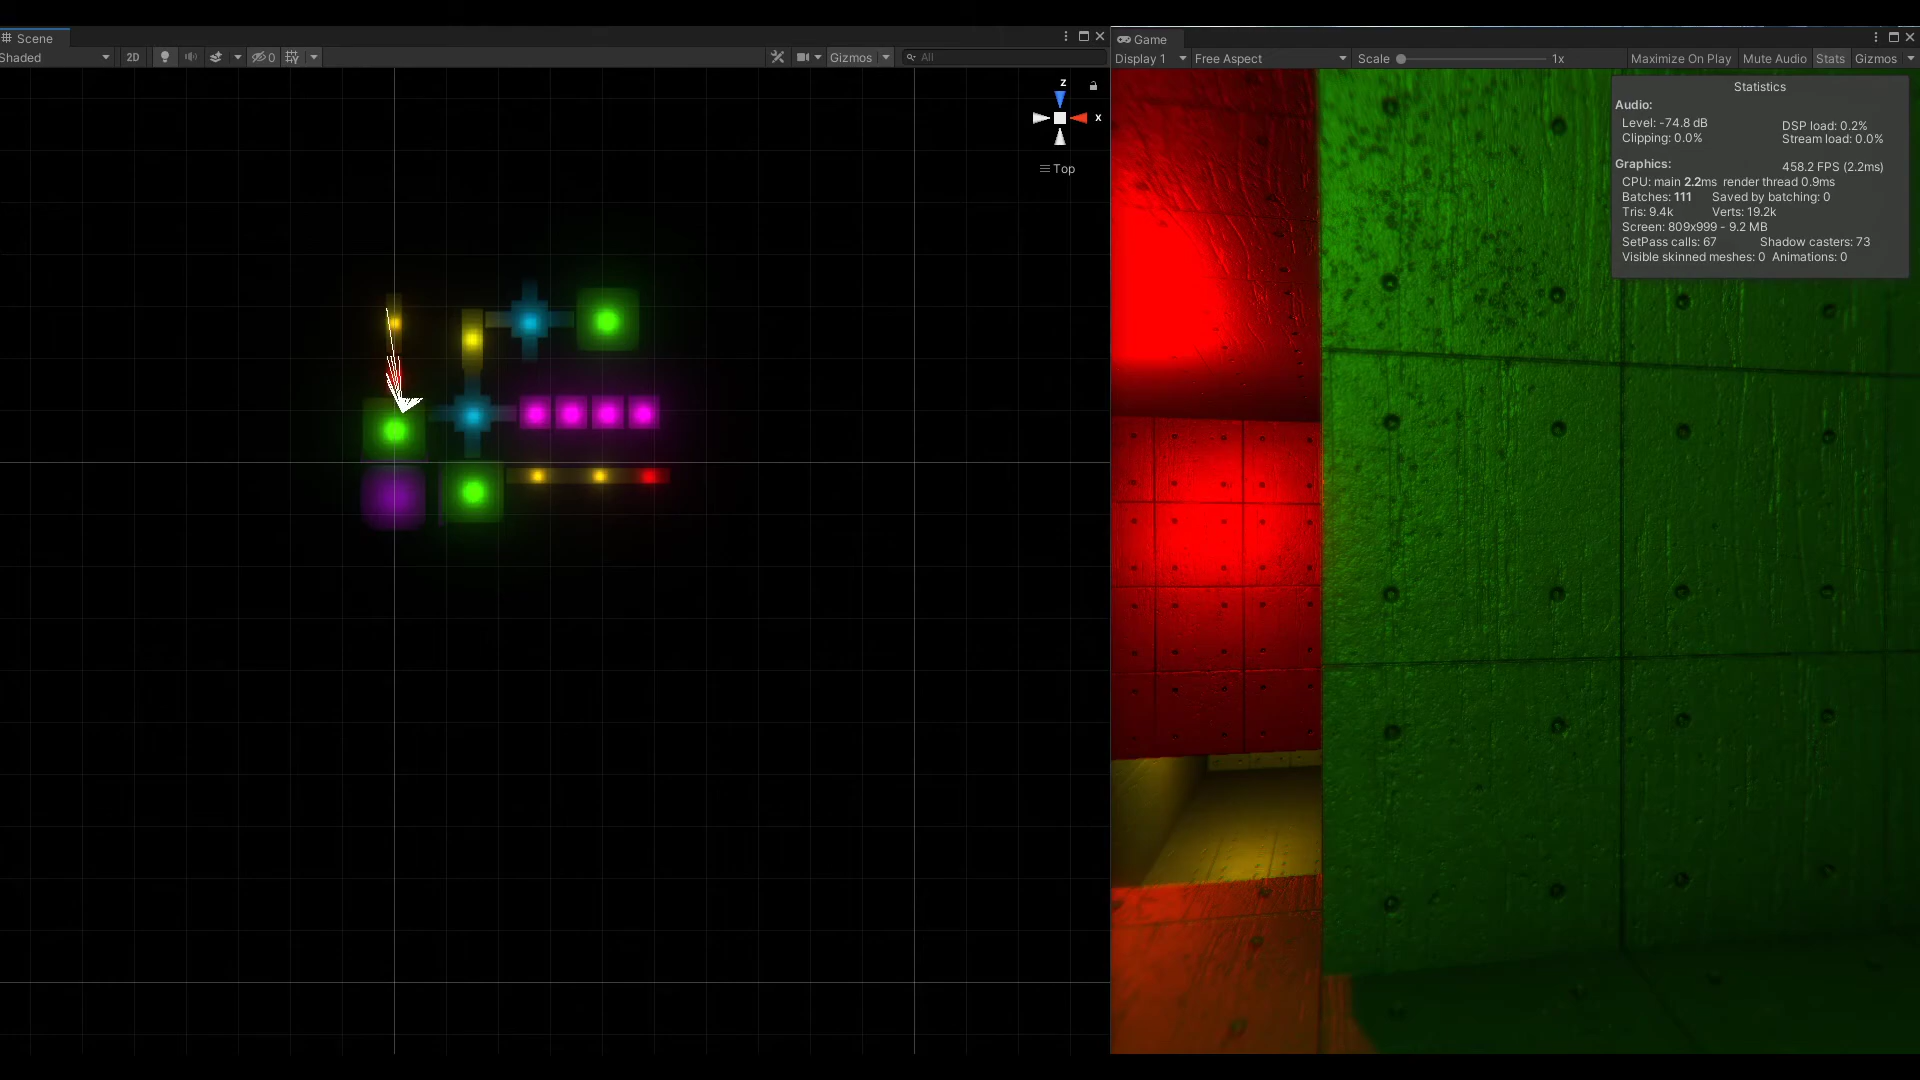 Scene
Shaded
2D
0
Gizmos
All
z
x
Top
Game
Display 1
Free Aspect
Scale
1x
Maximize On Play
Mute Audio
Stats
Gizmos
Statistics
Audio:
Level: -74.8 dB
DSP load: 0.2%
Clipping: 0.0%
Stream load: 0.0%
Graphics:
458.2 FPS (2.2ms)
CPU: main 2.2ms render thread 0.9ms
Batches: 111 Saved by batching: 0
Tris: 9.4k Verts: 19.2k
Screen: 809x999 - 9.2 MB
SetPass calls: 67 Shadow casters: 73
Visible skinned meshes: 0 Animations: 0